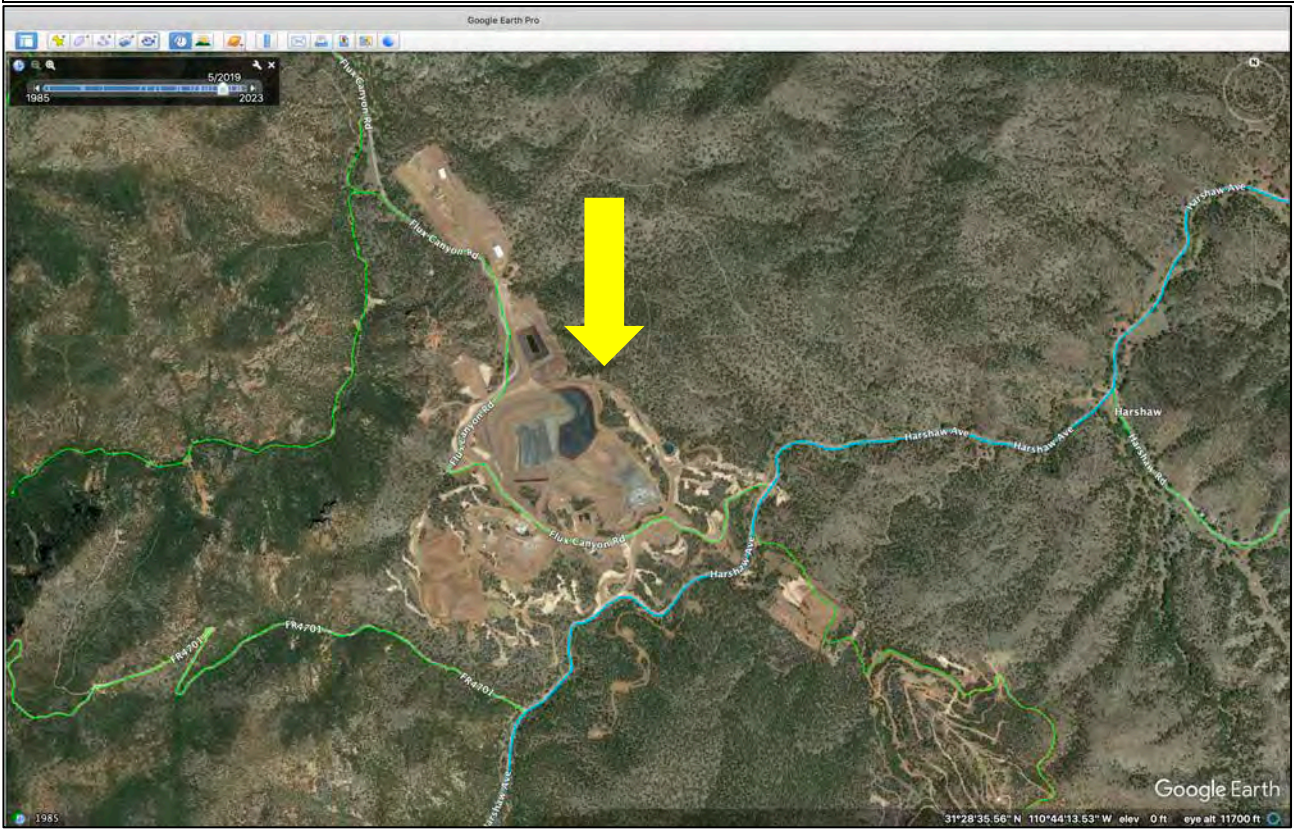 Google Earth Pro
5/2019
1985
2023
N
Flux Canyon Rd
Harshaw Ave
Flux Canyon Rd
Harshaw
Flux Canyon Rd
Harshaw Ave
Harshaw Ave
Harshaw Rd
Flux Canyon Rd
Harshaw Ave
FR4701
FR4701
FR4701
Harshaw Ave
Google Earth
1985
31°28'35.56" N 110°44'13.53" W elev 0 ft eye alt 11700 ft